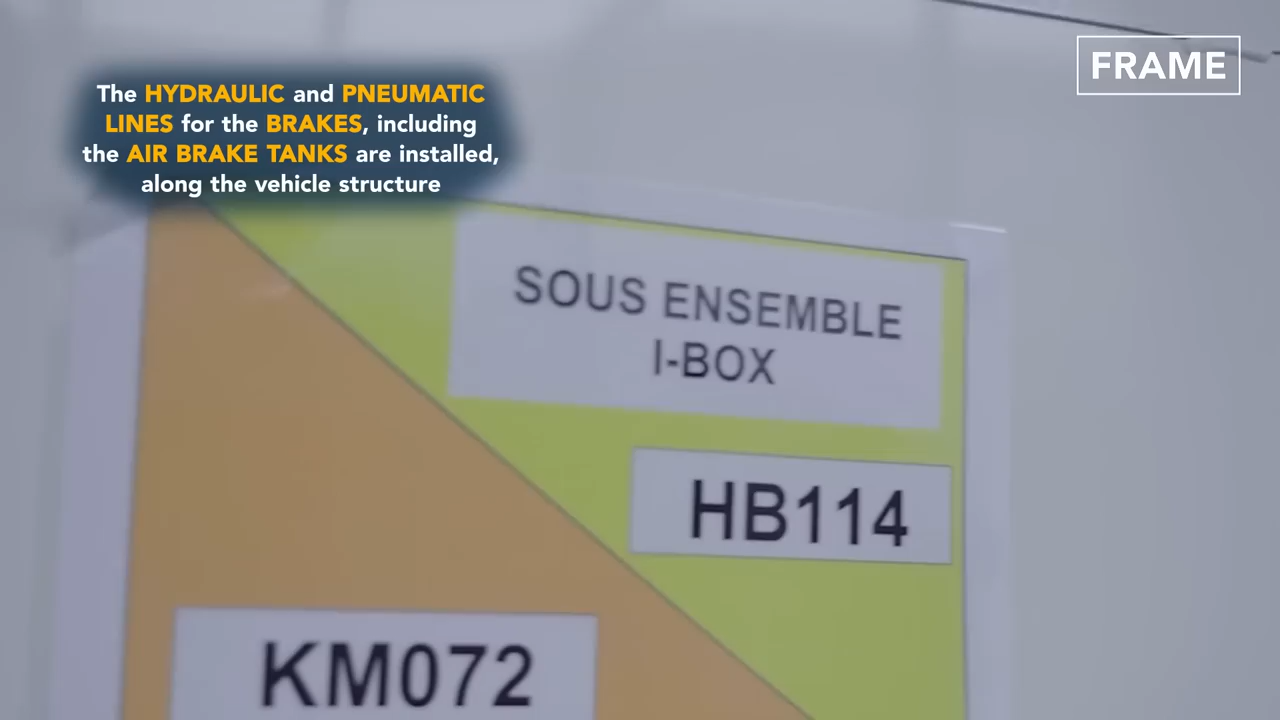 FRAME
The HYDRAULIC and PNEUMATIC
LINES for the BRAKES, including
the AIR BRAKE TANKS are installed,
along the vehicle structure
SOUS ENSEMBLE
I-BOX
HB114
KM072